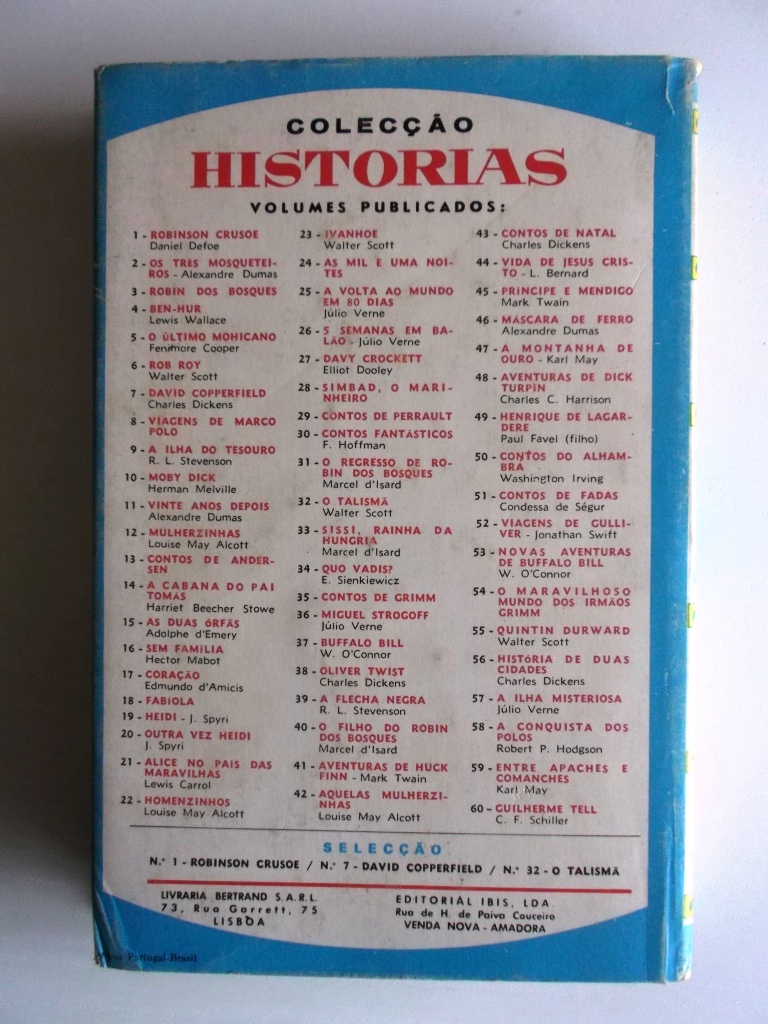 COLECÇÃO
HISTORIAS
VOLUMES PUBLICADOS:
1 - ROBINSON CRUSOE
Daniel Defoe
2 - OS TRÊS MOSQUETEI-
ROS - Alexandre Dumas
3 - ROBIN DOS BOSQUES
4 - BEN-HUR
Lewis Wallace
5 - O ÚLTIMO MOHICANO
Fenimore Cooper
6 - ROB ROY
Walter Scott
7 - DAVID COPPERFIELD
Charles Dickens
8 - VIAGENS DE MARCO
POLO
9 - A ILHA DO TESOURO
R. L. Stevenson
10 - MOBY DICK
Herman Melville
11 - VINTE ANOS DEPOIS
Alexandre Dumas
12 - MULHERZINHAS
Louise May Alcott
13 - CONTOS DE ANDER-
SEN
14 - A CABANA DO PAI
TOMÁS
Harriet Beecher Stowe
15 - AS DUAS ÓRFÃS
Adolphe d'Emery
16 - SEM FAMÍLIA
Hector Mabot
17 - CORAÇÃO
Edmundo d'Amicis
18 - FABÍOLA
19 - HEIDI - J. Spyri
20 - OUTRA VEZ HEIDI
J. Spyri
21 - ALICE NO PAÍS DAS
MARAVILHAS
Lewis Carrol
22 - HOMENZINHOS
Louise May Alcott
23 - IVANHOE
Walter Scott
24 - AS MIL E UMA NOI-
TES
25 - A VOLTA AO MUNDO
EM 80 DIAS
Júlio Verne
26 - 5 SEMANAS EM BA-
LÃO - Júlio Verne
27 - DAVY CROCKETT
Elliot Dooley
28 - SIMBAD, O MARI-
NHEIRO
29 - CONTOS DE PERRAULT
30 - CONTOS FANTÁSTICOS
F. Hoffman
31 - O REGRESSO DE RO-
BIN DOS BOSQUES
Marcel d'Isard
32 - O TALISMÃ
Walter Scott
33 - SISSI, RAINHA DA
HUNGRIA
Marcel d'Isard
34 - QUO VADIS?
E. Sienkiewicz
35 - CONTOS DE GRIMM
36 - MIGUEL STROGOFF
Júlio Verne
37 - BUFFALO BILL
W. O'Connor
38 - OLIVER TWIST
Charles Dickens
39 - A FLECHA NEGRA
R. L. Stevenson
40 - O FILHO DO ROBIN
DOS BOSQUES
Marcel d'Isard
41 - AVENTURAS DE HUCK
FINN - Mark Twain
42 - AQUELAS MULHERZI-
NHAS
Louise May Alcott
43 - CONTOS DE NATAL
Charles Dickens
44 - VIDA DE JESUS CRIS-
TO - L. Bernard
45 - PRÍNCIPE E MENDIGO
Mark Twain
46 - MÁSCARA DE FERRO
Alexandre Dumas
47 - A MONTANHA DE
OURO - Karl May
48 - AVENTURAS DE DICK
TURPIN
Charles C. Harrison
49 - HENRIQUE DE LAGAR-
DERE
Paul Favel (filho)
50 - CONTOS DO ALHAM-
BRA
Washington Irving
51 - CONTOS DE FADAS
Condessa de Ségur
52 - VIAGENS DE GULLI-
VER - Jonathan Swift
53 - NOVAS AVENTURAS
DE BUFFALO BILL
W. O'Connor
54 - O MARAVILHOSO
MUNDO DOS IRMÃOS
GRIMM
55 - QUINTIN DURWARD
Walter Scott
56 - HISTÓRIA DE DUAS
CIDADES
Charles Dickens
57 - A ILHA MISTERIOSA
Júlio Verne
58 - A CONQUISTA DOS
POLOS
Robert P. Hodgson
59 - ENTRE APACHES E
COMANCHES
Karl May
60 - GUILHERME TELL
C. F. Schiller
SELECÇÃO
N.º 1 - ROBINSON CRUSOE / N.º 7 - DAVID COPPERFIELD / N.º 32 - O TALISMÃ
LIVRARIA BERTRAND S.A.R.L.
73, Rua Garrett, 75
LISBOA
EDITORIAL IBIS, LDA.
Rua de H. de Paiva Couceiro
VENDA NOVA - AMADORA
Portugal-Brasil